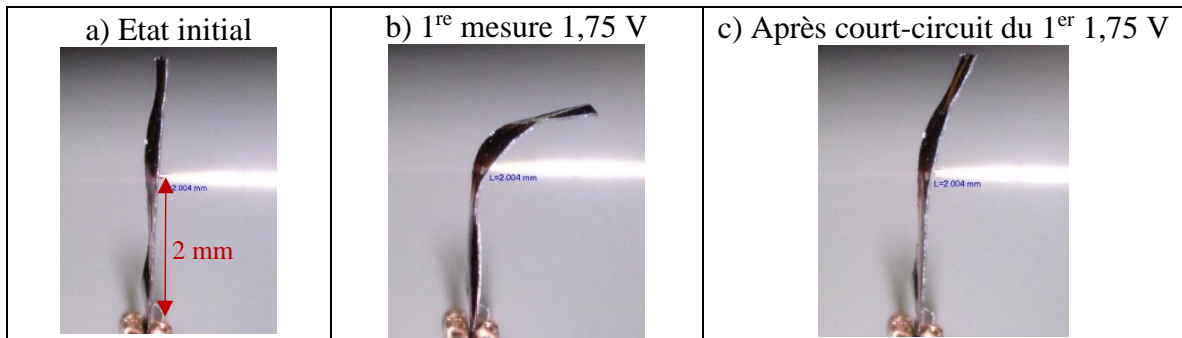 a) Etat initial
b) 1re mesure 1,75 V
c) Après court-circuit du 1er 1,75 V
2.004 mm
2 mm
L=2.004 mm
L=2.004 mm